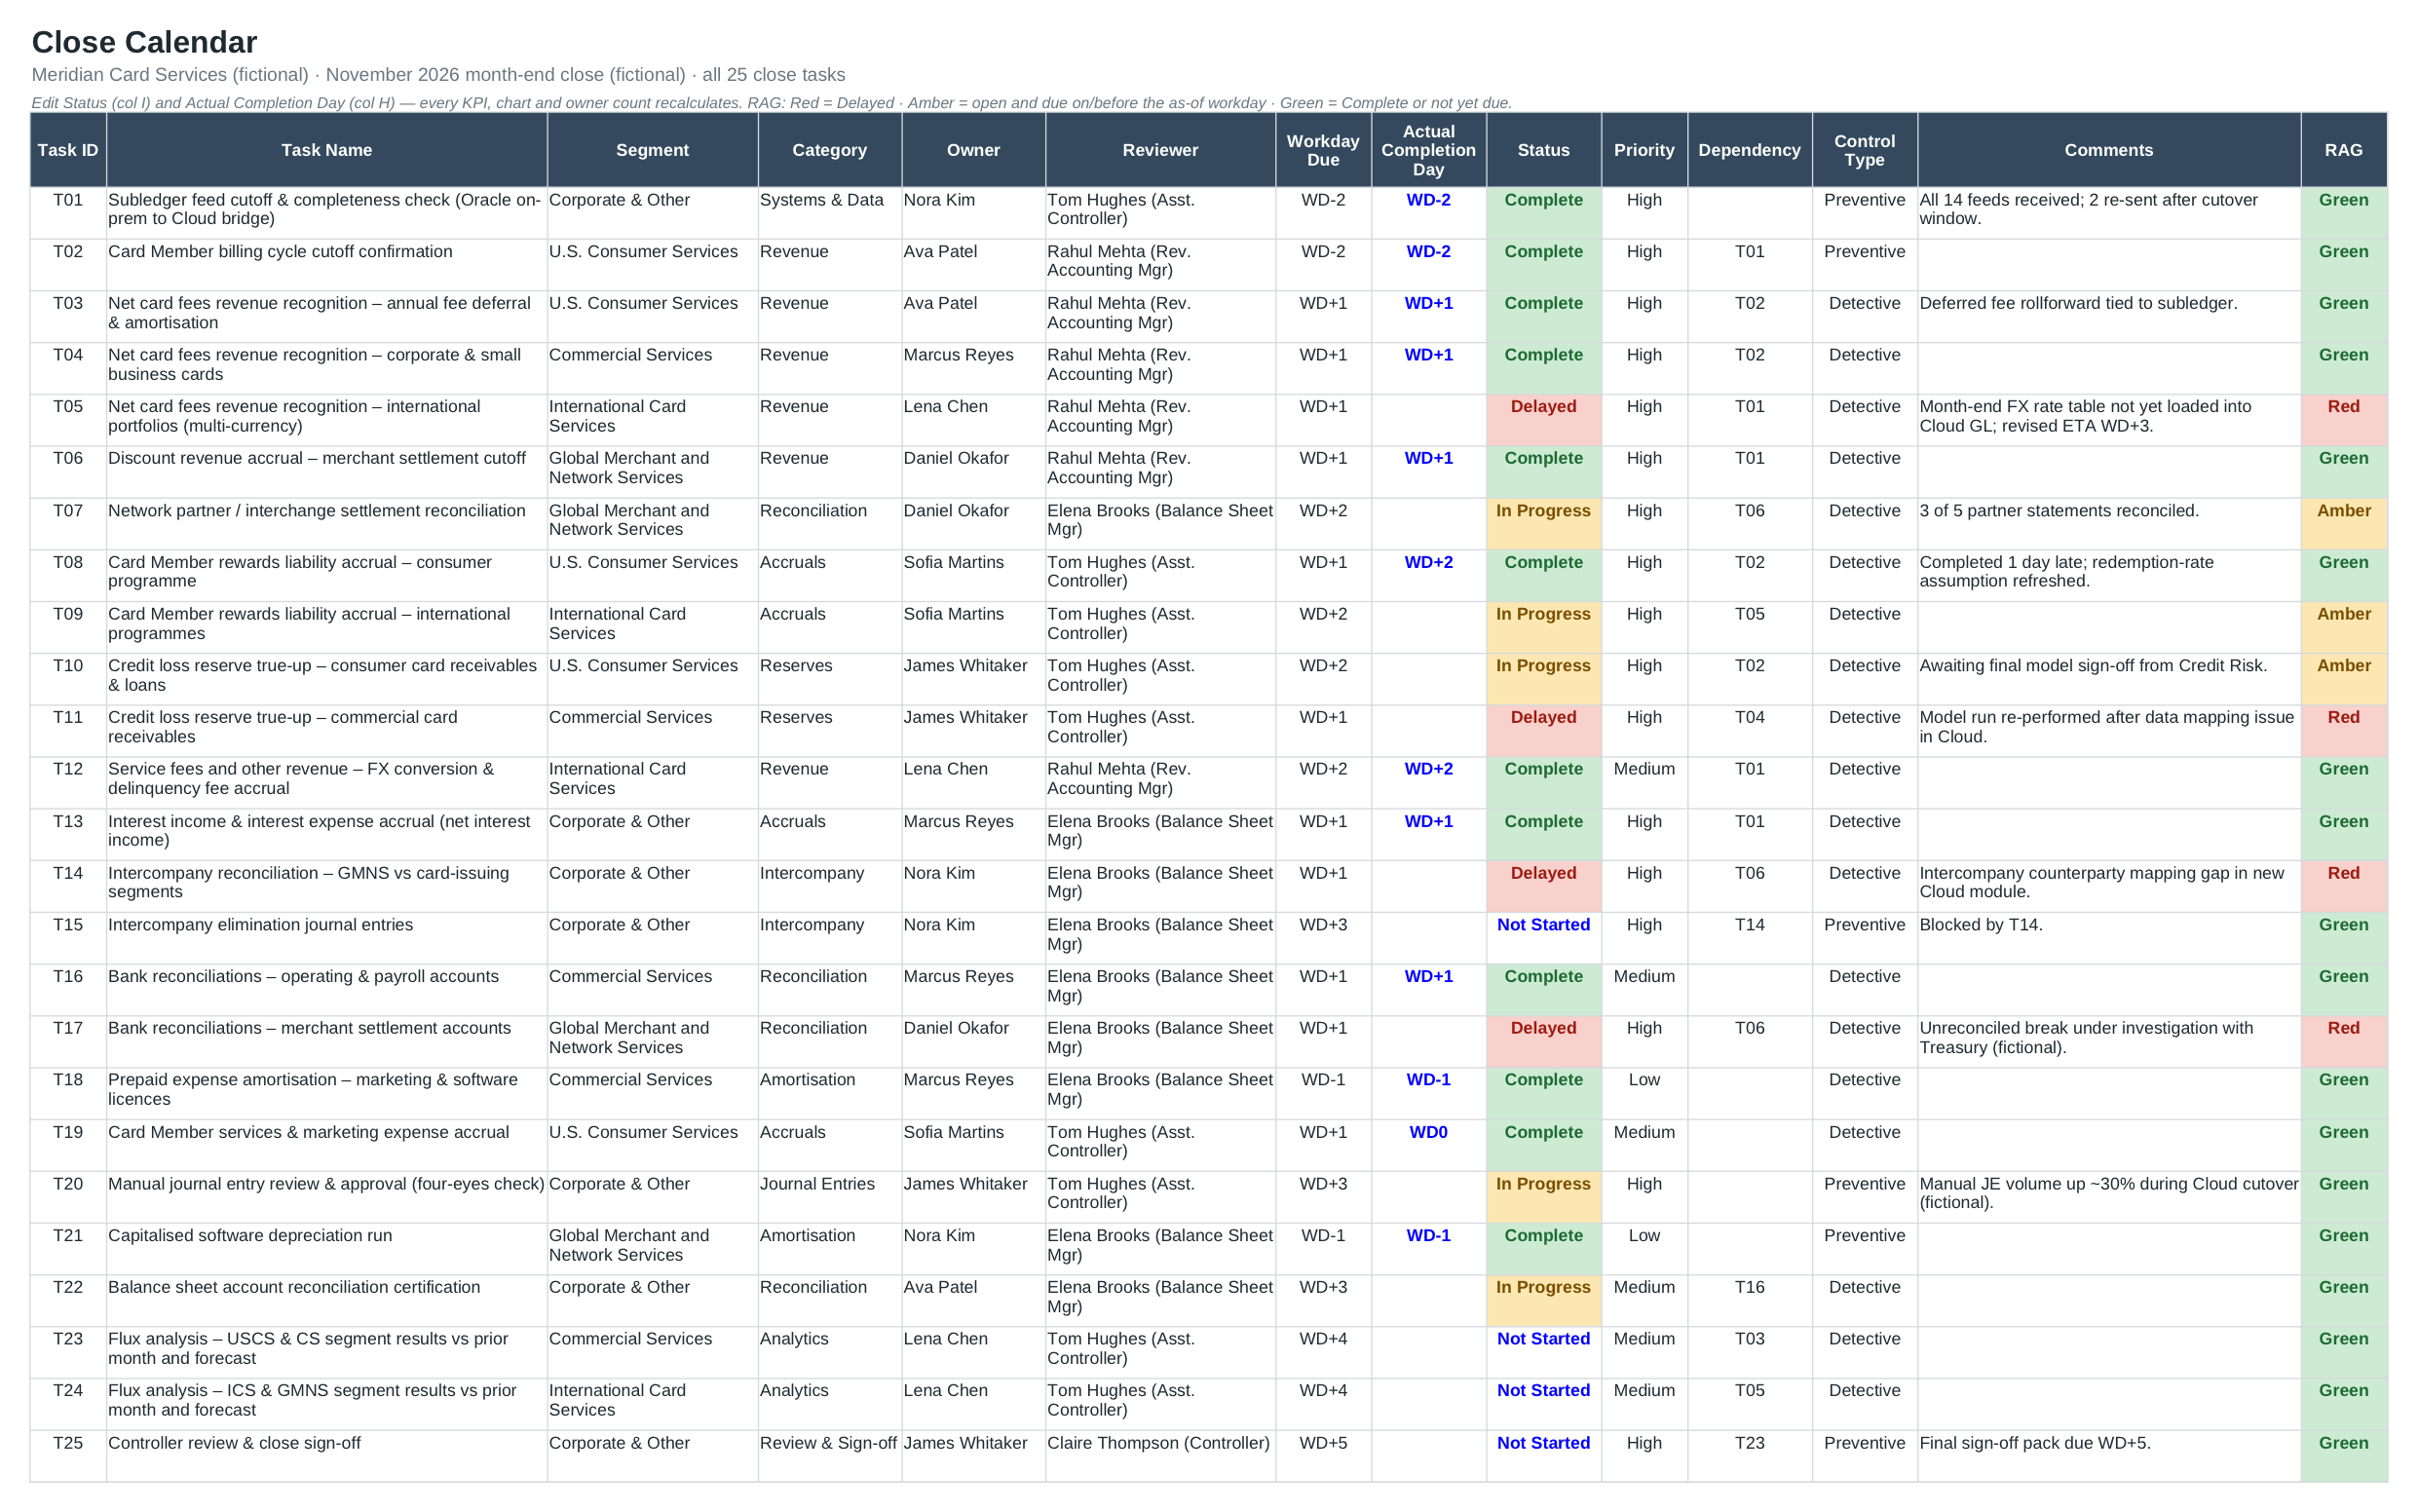 Close Calendar
Meridian Card Services (fictional) · November 2026 month-end close (fictional) · all 25 close tasks
Edit Status (col I) and Actual Completion Day (col H) — every KPI, chart and owner count recalculates. RAG: Red = Delayed · Amber = open and due on/before the as-of workday · Green = Complete or not yet due.
Task ID Task Name Segment Category Owner Reviewer Workday Due Actual Completion Day Status Priority Dependency Control Type Comments RAG
T01 Subledger feed cutoff & completeness check (Oracle on-prem to Cloud bridge) Corporate & Other Systems & Data Nora Kim Tom Hughes (Asst. Controller) WD-2 WD-2 Complete High Preventive All 14 feeds received; 2 re-sent after cutover window. Green
T02 Card Member billing cycle cutoff confirmation U.S. Consumer Services Revenue Ava Patel Rahul Mehta (Rev. Accounting Mgr) WD-2 WD-2 Complete High T01 Preventive Green
T03 Net card fees revenue recognition – annual fee deferral & amortisation U.S. Consumer Services Revenue Ava Patel Rahul Mehta (Rev. Accounting Mgr) WD+1 WD+1 Complete High T02 Detective Deferred fee rollforward tied to subledger. Green
T04 Net card fees revenue recognition – corporate & small business cards Commercial Services Revenue Marcus Reyes Rahul Mehta (Rev. Accounting Mgr) WD+1 WD+1 Complete High T02 Detective Green
T05 Net card fees revenue recognition – international portfolios (multi-currency) International Card Services Revenue Lena Chen Rahul Mehta (Rev. Accounting Mgr) WD+1 Delayed High T01 Detective Month-end FX rate table not yet loaded into Cloud GL; revised ETA WD+3. Red
T06 Discount revenue accrual – merchant settlement cutoff Global Merchant and Network Services Revenue Daniel Okafor Rahul Mehta (Rev. Accounting Mgr) WD+1 WD+1 Complete High T01 Detective Green
T07 Network partner / interchange settlement reconciliation Global Merchant and Network Services Reconciliation Daniel Okafor Elena Brooks (Balance Sheet Mgr) WD+2 In Progress High T06 Detective 3 of 5 partner statements reconciled. Amber
T08 Card Member rewards liability accrual – consumer programme U.S. Consumer Services Accruals Sofia Martins Tom Hughes (Asst. Controller) WD+1 WD+2 Complete High T02 Detective Completed 1 day late; redemption-rate assumption refreshed. Green
T09 Card Member rewards liability accrual – international programmes International Card Services Accruals Sofia Martins Tom Hughes (Asst. Controller) WD+2 In Progress High T05 Detective Amber
T10 Credit loss reserve true-up – consumer card receivables & loans U.S. Consumer Services Reserves James Whitaker Tom Hughes (Asst. Controller) WD+2 In Progress High T02 Detective Awaiting final model sign-off from Credit Risk. Amber
T11 Credit loss reserve true-up – commercial card receivables Commercial Services Reserves James Whitaker Tom Hughes (Asst. Controller) WD+1 Delayed High T04 Detective Model run re-performed after data mapping issue in Cloud. Red
T12 Service fees and other revenue – FX conversion & delinquency fee accrual International Card Services Revenue Lena Chen Rahul Mehta (Rev. Accounting Mgr) WD+2 WD+2 Complete Medium T01 Detective Green
T13 Interest income & interest expense accrual (net interest income) Corporate & Other Accruals Marcus Reyes Elena Brooks (Balance Sheet Mgr) WD+1 WD+1 Complete High T01 Detective Green
T14 Intercompany reconciliation – GMNS vs card-issuing segments Corporate & Other Intercompany Nora Kim Elena Brooks (Balance Sheet Mgr) WD+1 Delayed High T06 Detective Intercompany counterparty mapping gap in new Cloud module. Red
T15 Intercompany elimination journal entries Corporate & Other Intercompany Nora Kim Elena Brooks (Balance Sheet Mgr) WD+3 Not Started High T14 Preventive Blocked by T14. Green
T16 Bank reconciliations – operating & payroll accounts Commercial Services Reconciliation Marcus Reyes Elena Brooks (Balance Sheet Mgr) WD+1 WD+1 Complete Medium Detective Green
T17 Bank reconciliations – merchant settlement accounts Global Merchant and Network Services Reconciliation Daniel Okafor Elena Brooks (Balance Sheet Mgr) WD+1 Delayed High T06 Detective Unreconciled break under investigation with Treasury (fictional). Red
T18 Prepaid expense amortisation – marketing & software licences Commercial Services Amortisation Marcus Reyes Elena Brooks (Balance Sheet Mgr) WD-1 WD-1 Complete Low Detective Green
T19 Card Member services & marketing expense accrual U.S. Consumer Services Accruals Sofia Martins Tom Hughes (Asst. Controller) WD+1 WD0 Complete Medium Detective Green
T20 Manual journal entry review & approval (four-eyes check) Corporate & Other Journal Entries James Whitaker Tom Hughes (Asst. Controller) WD+3 In Progress High Preventive Manual JE volume up ~30% during Cloud cutover (fictional). Green
T21 Capitalised software depreciation run Global Merchant and Network Services Amortisation Nora Kim Elena Brooks (Balance Sheet Mgr) WD-1 WD-1 Complete Low Preventive Green
T22 Balance sheet account reconciliation certification Corporate & Other Reconciliation Ava Patel Elena Brooks (Balance Sheet Mgr) WD+3 In Progress Medium T16 Detective Green
T23 Flux analysis – USCS & CS segment results vs prior month and forecast Commercial Services Analytics Lena Chen Tom Hughes (Asst. Controller) WD+4 Not Started Medium T03 Detective Green
T24 Flux analysis – ICS & GMNS segment results vs prior month and forecast International Card Services Analytics Lena Chen Tom Hughes (Asst. Controller) WD+4 Not Started Medium T05 Detective Green
T25 Controller review & close sign-off Corporate & Other Review & Sign-off James Whitaker Claire Thompson (Controller) WD+5 Not Started High T23 Preventive Final sign-off pack due WD+5. Green